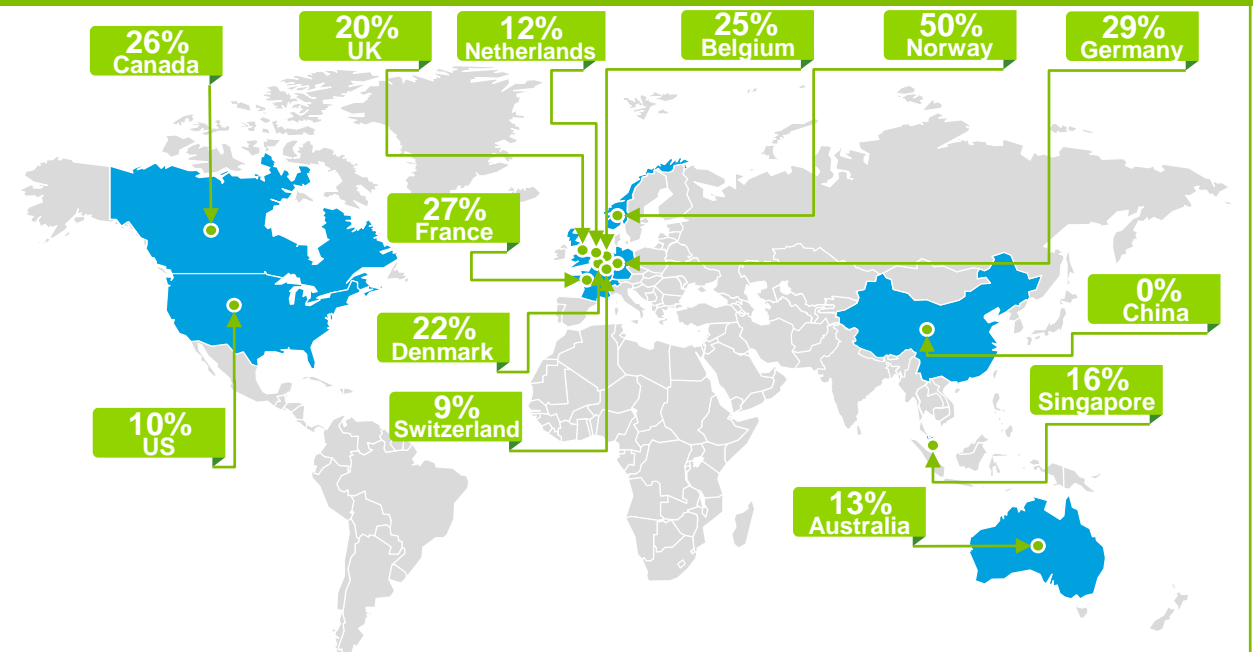 26%
Canada
20%
UK
12%
Netherlands
25%
Belgium
50%
Norway
29%
Germany
27%
France
0%
China
22%
Denmark
16%
Singapore
9%
Switzerland
10%
US
13%
Australia